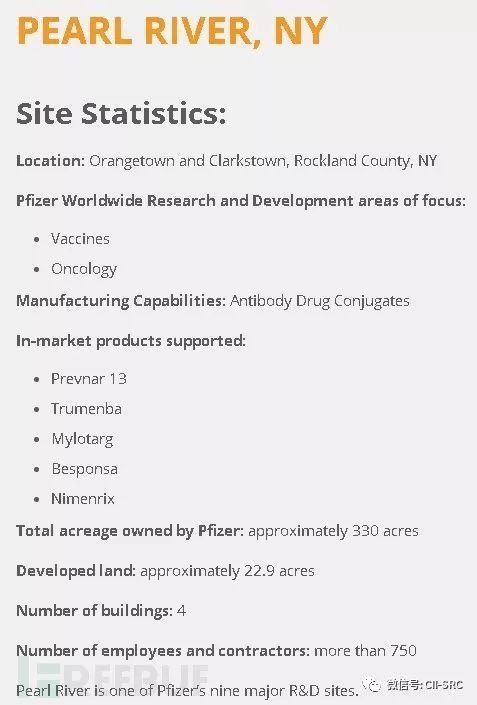 PEARL RIVER, NY
Site Statistics:
Location: Orangetown and Clarkstown, Rockland County, NY
Pfizer Worldwide Research and Development areas of focus:
• Vaccines
• Oncology
Manufacturing Capabilities: Antibody Drug Conjugates
In-market products supported:
• Prevnar 13
• Trumenba
• Mylotarg
• Besponsa
• Nimenrix
Total acreage owned by Pfizer: approximately 330 acres
Developed land: approximately 22.9 acres
Number of buildings: 4
Number of employees and contractors: more than 750
Pearl River is one of Pfizer's nine major R&D sites.
微信号: CII-SRC